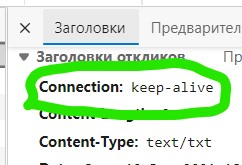 Заголовки
Предварител
Заголовки откликов
Connection: keep-alive
Content-Type: text/txt